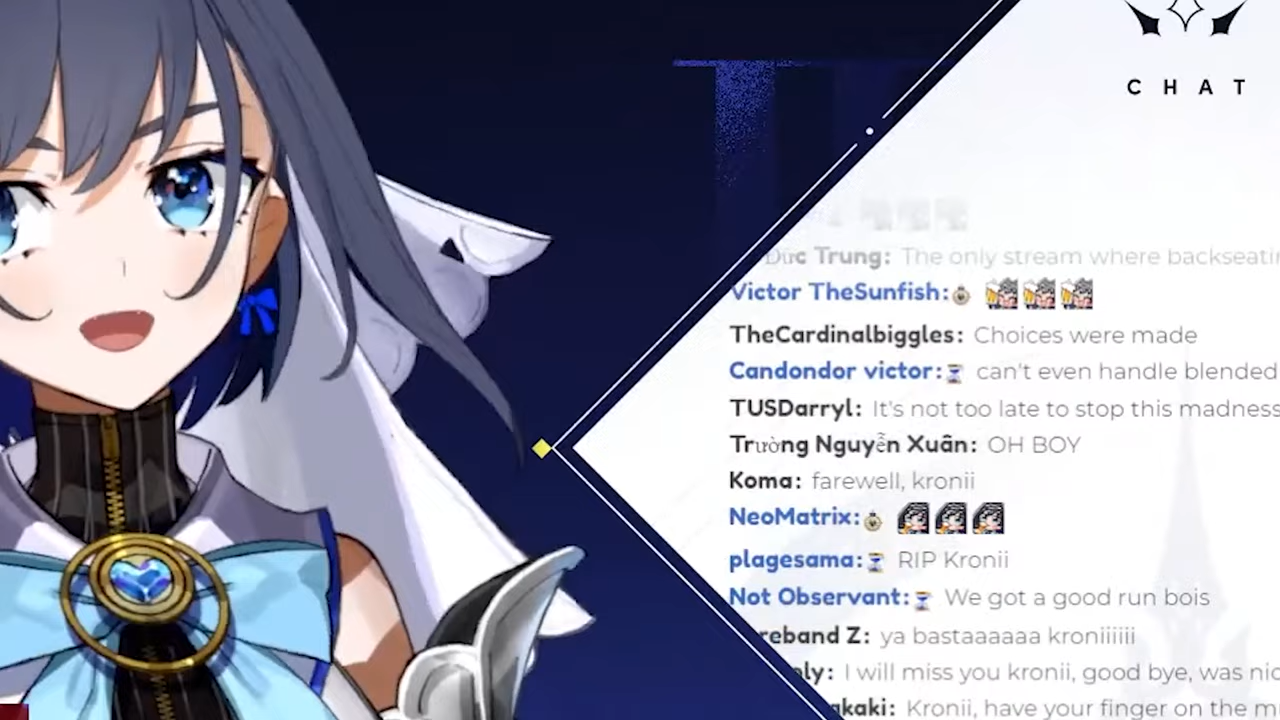 CHAT
Đức Trung: The only stream where backseatin
Victor TheSunfish:
TheCardinalbiggles: Choices were made
Candondor victor: can't even handle blended
TUSDarryl: It's not too late to stop this madness
Trường Nguyễn Xuân: OH BOY
Koma: farewell, kronii
NeoMatrix:
plagesama: RIP Kronii
Not Observant: We got a good run bois
reband Z: ya bastaaaaaa kroniiiiii
ly: I will miss you kronii, good bye, was nic
akaki: Kronii, have your finger on the m